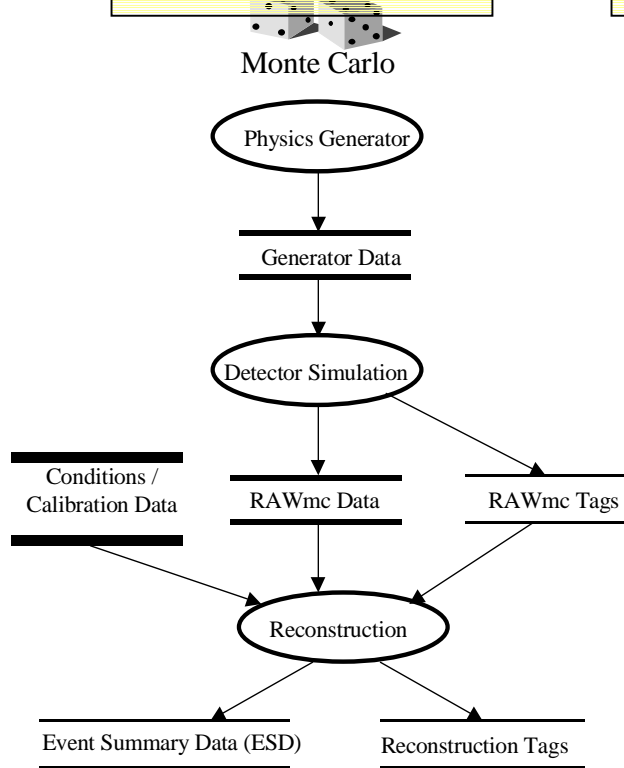 Monte Carlo
Physics Generator
Generator Data
Detector Simulation
Conditions /
Calibration Data
RAWmc Data
RAWmc Tags
Reconstruction
Event Summary Data (ESD)
Reconstruction Tags